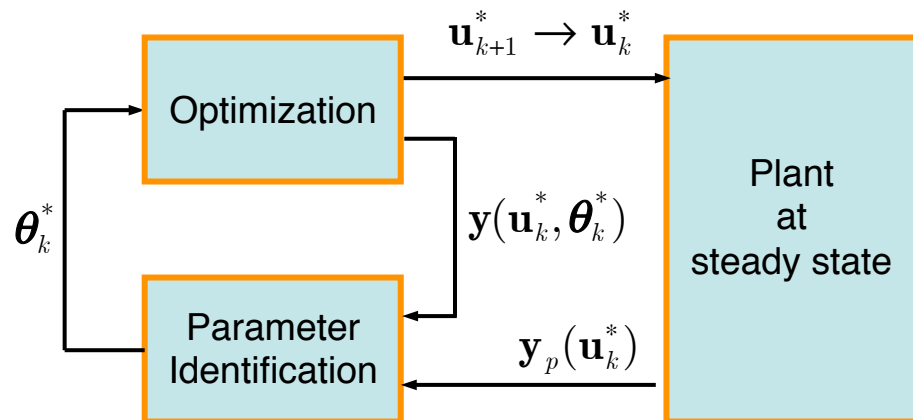 𝐮*ₖ₊₁ → 𝐮*ₖ
Optimization
Plant
at
steady state
𝛉*ₖ
𝐲(𝐮*ₖ, 𝛉*ₖ)
Parameter
Identification
𝐲ₚ(𝐮*ₖ)